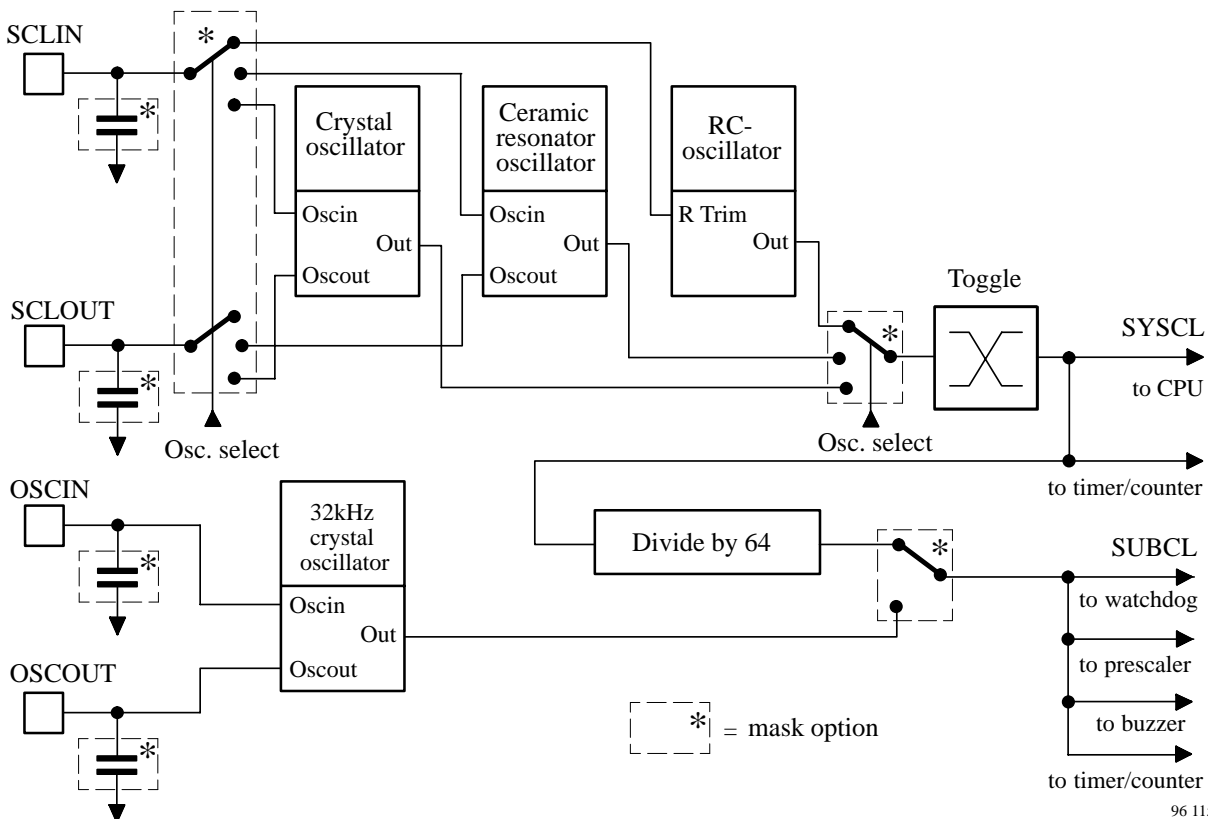 SCLIN
*
*
Crystal
oscillator
Oscin
Out
Oscout
Ceramic
resonator
oscillator
Oscin
Out
Oscout
RC-
oscillator
R Trim
Out
SCLOUT
*
Osc. select
*
Osc. select
Toggle
SYSCL
to CPU
to timer/counter
OSCIN
*
32kHz
crystal
oscillator
Oscin
Out
Oscout
Divide by 64
*
SUBCL
to watchdog
to prescaler
to buzzer
to timer/counter
OSCOUT
*
* = mask option